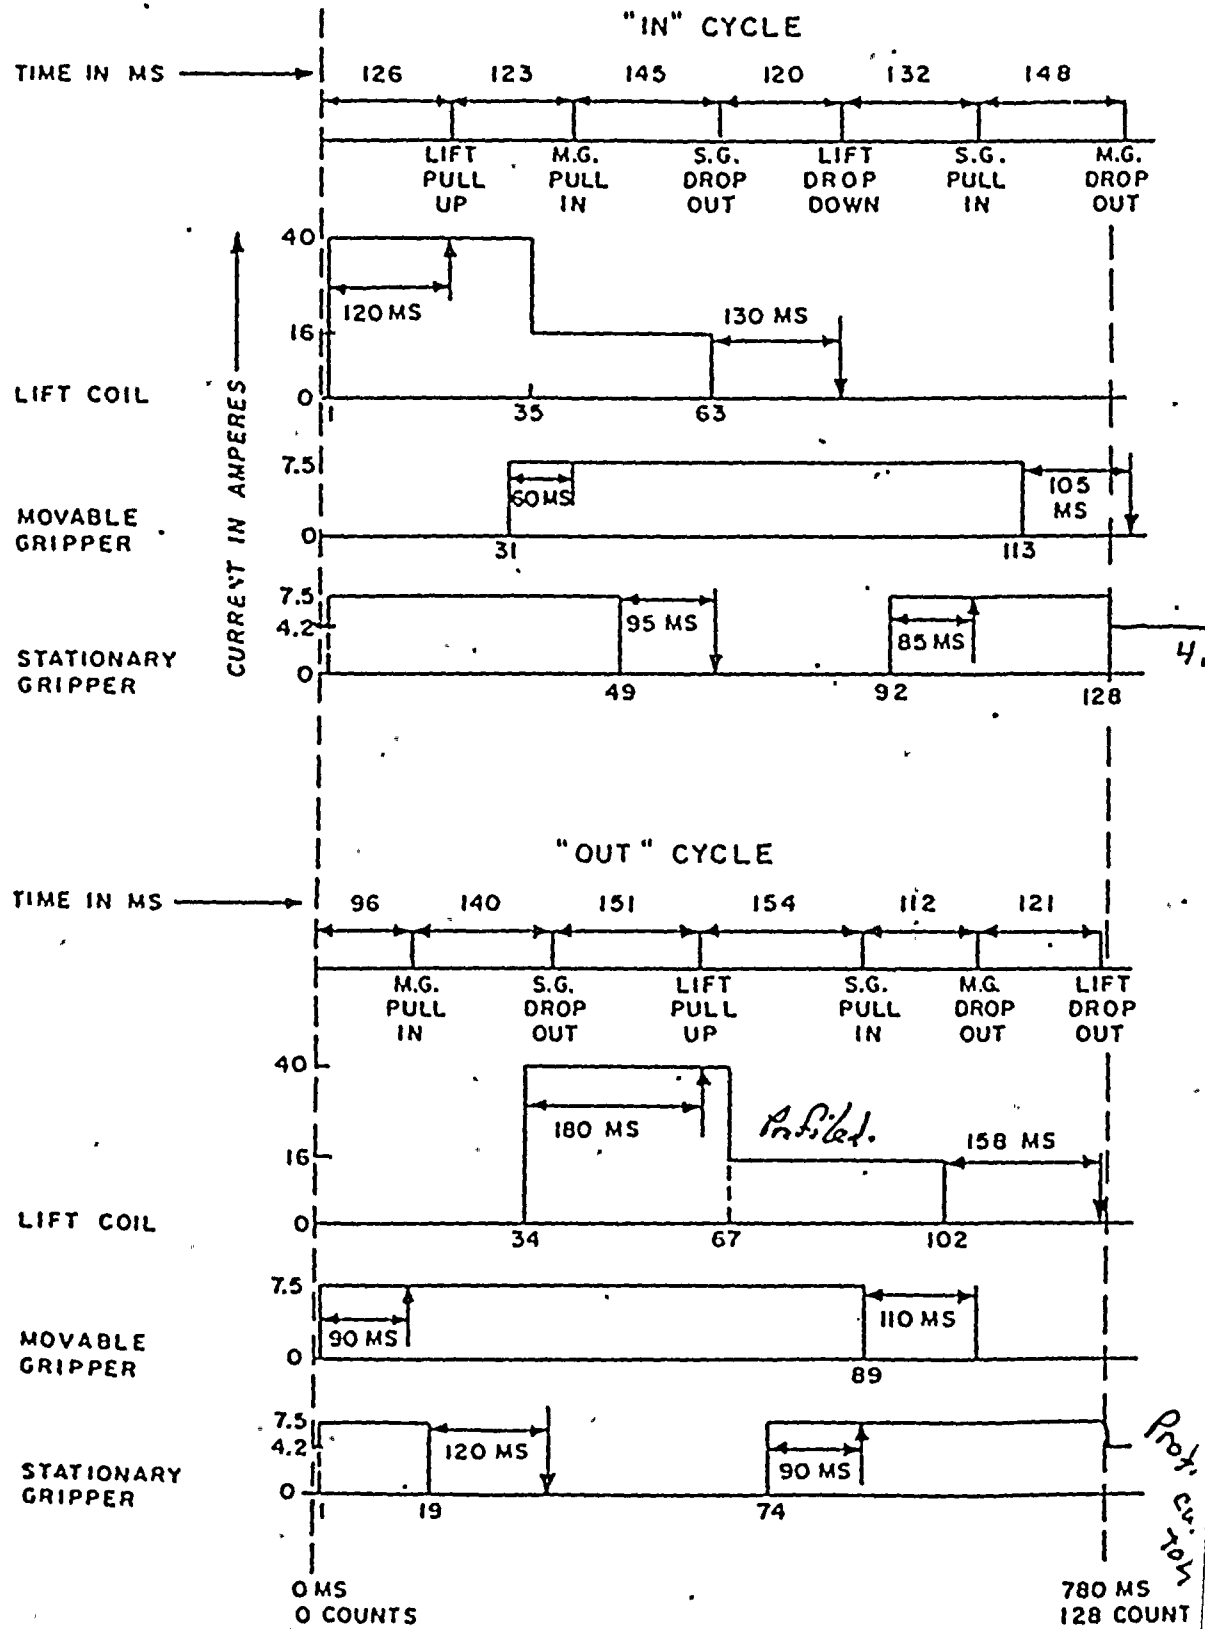 "IN" CYCLE
TIME IN MS
126 123 145 120 132 148
LIFT PULL UP
M.G. PULL IN
S.G. DROP OUT
LIFT DROP DOWN
S.G. PULL IN
M.G. DROP OUT
CURRENT IN AMPERES
40
120 MS
130 MS
16
LIFT COIL
0
1 35 63
7.5
60 MS
105 MS
MOVABLE GRIPPER
0
31 113
7.5
4.2
95 MS
85 MS
4.
STATIONARY GRIPPER
0
49 92 128
"OUT" CYCLE
TIME IN MS
96 140 151 154 112 121
M.G. PULL IN
S.G. DROP OUT
LIFT PULL UP
S.G. PULL IN
M.G. DROP OUT
LIFT DROP OUT
40
180 MS
158 MS
16
LIFT COIL
0
34 67 102
7.5
90 MS
110 MS
MOVABLE GRIPPER
0
89
7.5
4.2
120 MS
90 MS
STATIONARY GRIPPER
0
1 19 74
0 MS
0 COUNTS
780 MS
128 COUNT